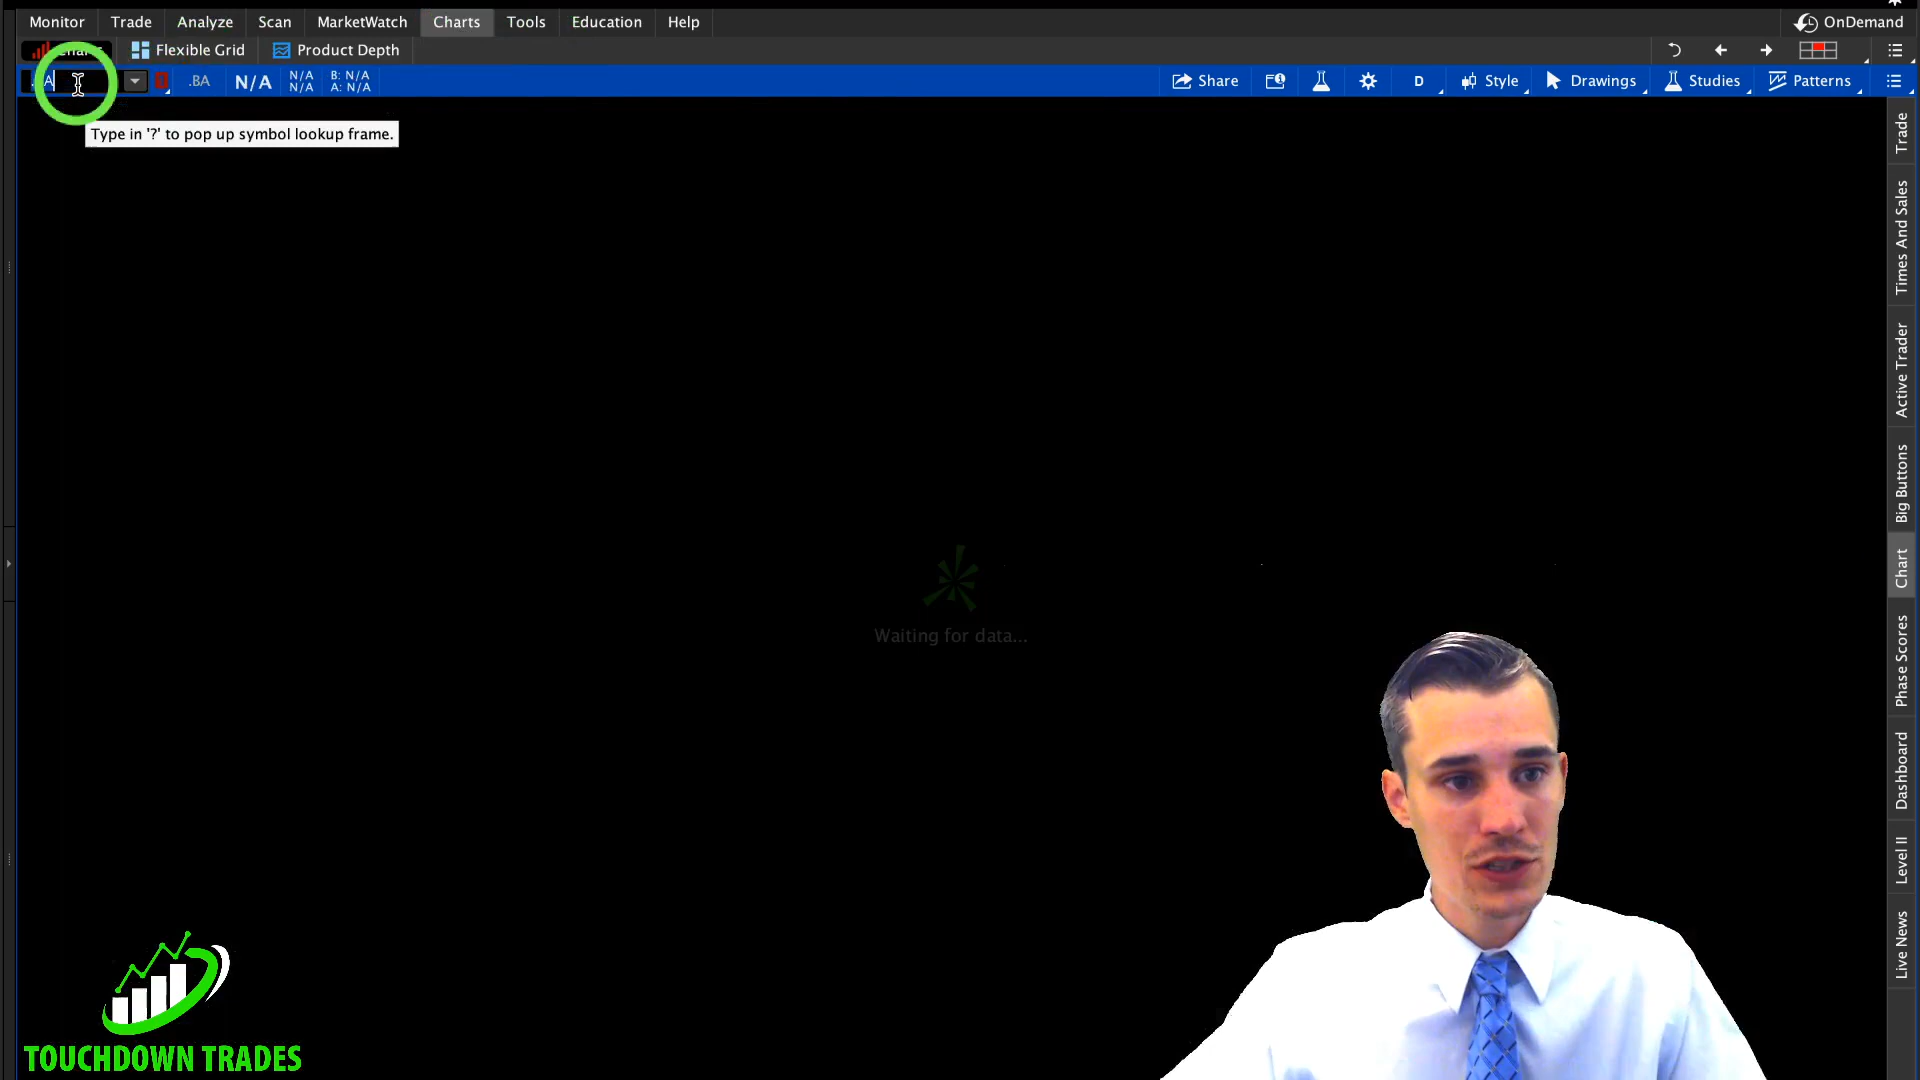 Monitor
Trade
Analyze
Scan
MarketWatch
Charts
Tools
Education
Help
OnDemand
Flexible Grid
Product Depth
.BA
N/A
N/A
N/A
B: N/A
A: N/A
Share
D
Style
Drawings
Studies
Patterns
Type in '?' to pop up symbol lookup frame.
Waiting for data...
Trade
Times And Sales
Active Trader
Big Buttons
Chart
Phase Scores
Dashboard
Level II
Live News
TOUCHDOWN TRADES